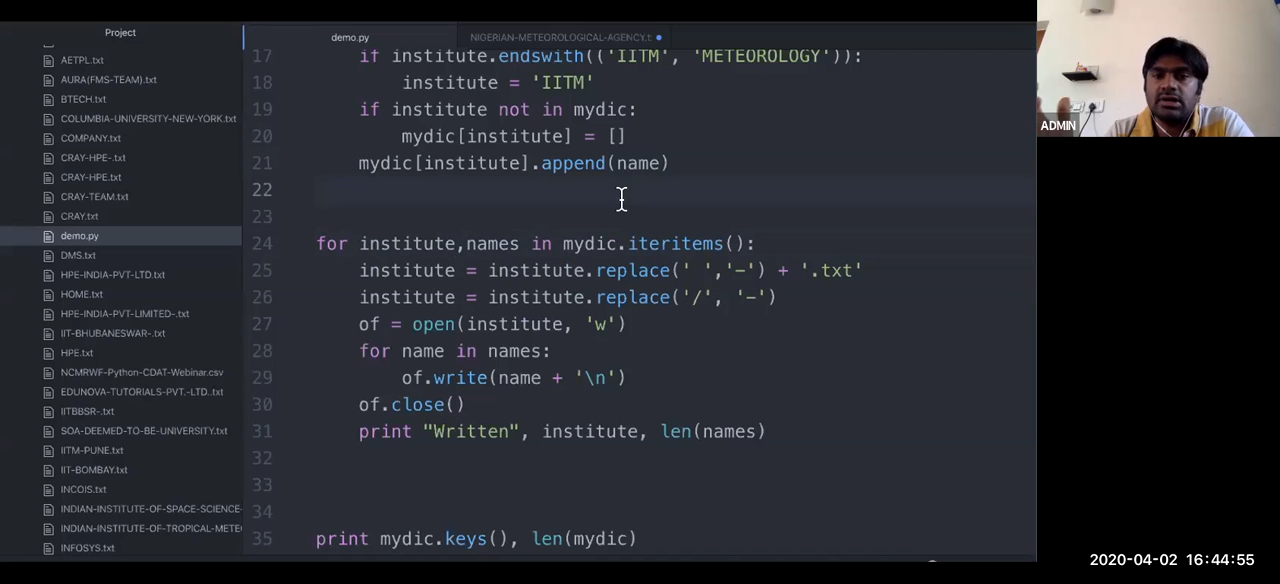 Project
AETPL.txt
AURA(FMS-TEAM).txt
BTECH.txt
COLUMBIA-UNIVERSITY-NEW-YORK.txt
COMPANY.txt
CRAY-HPE-.txt
CRAY-HPE.txt
CRAY-TEAM.txt
CRAY.txt
demo.py
DMS.txt
HPE-INDIA-PVT-LTD.txt
HOME.txt
HPE-INDIA-PVT-LIMITED-.txt
IIT-BHUBANESWAR-.txt
HPE.txt
NCMRWF-Python-CDAT-Webinar.csv
EDUNOVA-TUTORIALS-PVT.-LTD..txt
IITBBSR-.txt
SOA-DEEMED-TO-BE-UNIVERSITY.txt
IITM-PUNE.txt
IIT-BOMBAY.txt
INCOIS.txt
INDIAN-INSTITUTE-OF-SPACE-SCIENCE-
INDIAN-INSTITUTE-OF-TROPICAL-METE
INFOSYS.txt
demo.py
NIGERIAN-METEOROLOGICAL-AGENCY.t
17 if institute.endswith(('IITM', 'METEOROLOGY')):
18 institute = 'IITM'
19 if institute not in mydic:
20 mydic[institute] = []
21 mydic[institute].append(name)
22
23
24 for institute,names in mydic.iteritems():
25 institute = institute.replace(' ','-') + '.txt'
26 institute = institute.replace('/', '-')
27 of = open(institute, 'w')
28 for name in names:
29 of.write(name + '\n')
30 of.close()
31 print "Written", institute, len(names)
32
33
34
35 print mydic.keys(), len(mydic)
ADMIN
2020-04-02 16:44:55